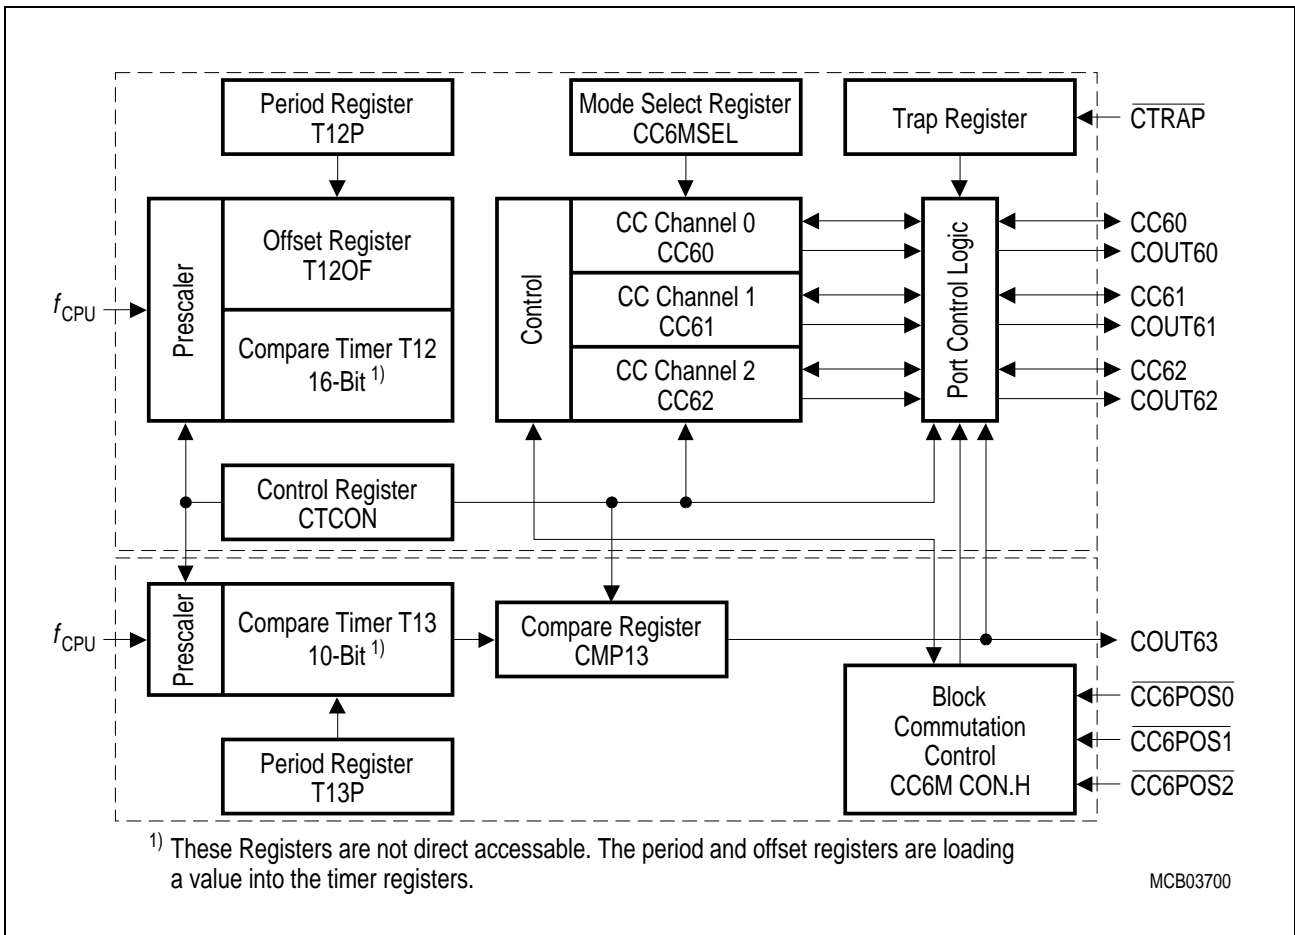 Period Register
T12P
Mode Select Register
CC6MSEL
Trap Register
CTRAP
Prescaler
Offset Register
T12OF
Compare Timer T12
16-Bit 1)
fCPU
Control
CC Channel 0
CC60
CC Channel 1
CC61
CC Channel 2
CC62
Port Control Logic
CC60
COUT60
CC61
COUT61
CC62
COUT62
Control Register
CTCON
fCPU
Prescaler
Compare Timer T13
10-Bit 1)
Compare Register
CMP13
COUT63
Period Register
T13P
Block
Commutation
Control
CC6M CON.H
CC6POS0
CC6POS1
CC6POS2
1) These Registers are not direct accessable. The period and offset registers are loading
a value into the timer registers.
MCB03700